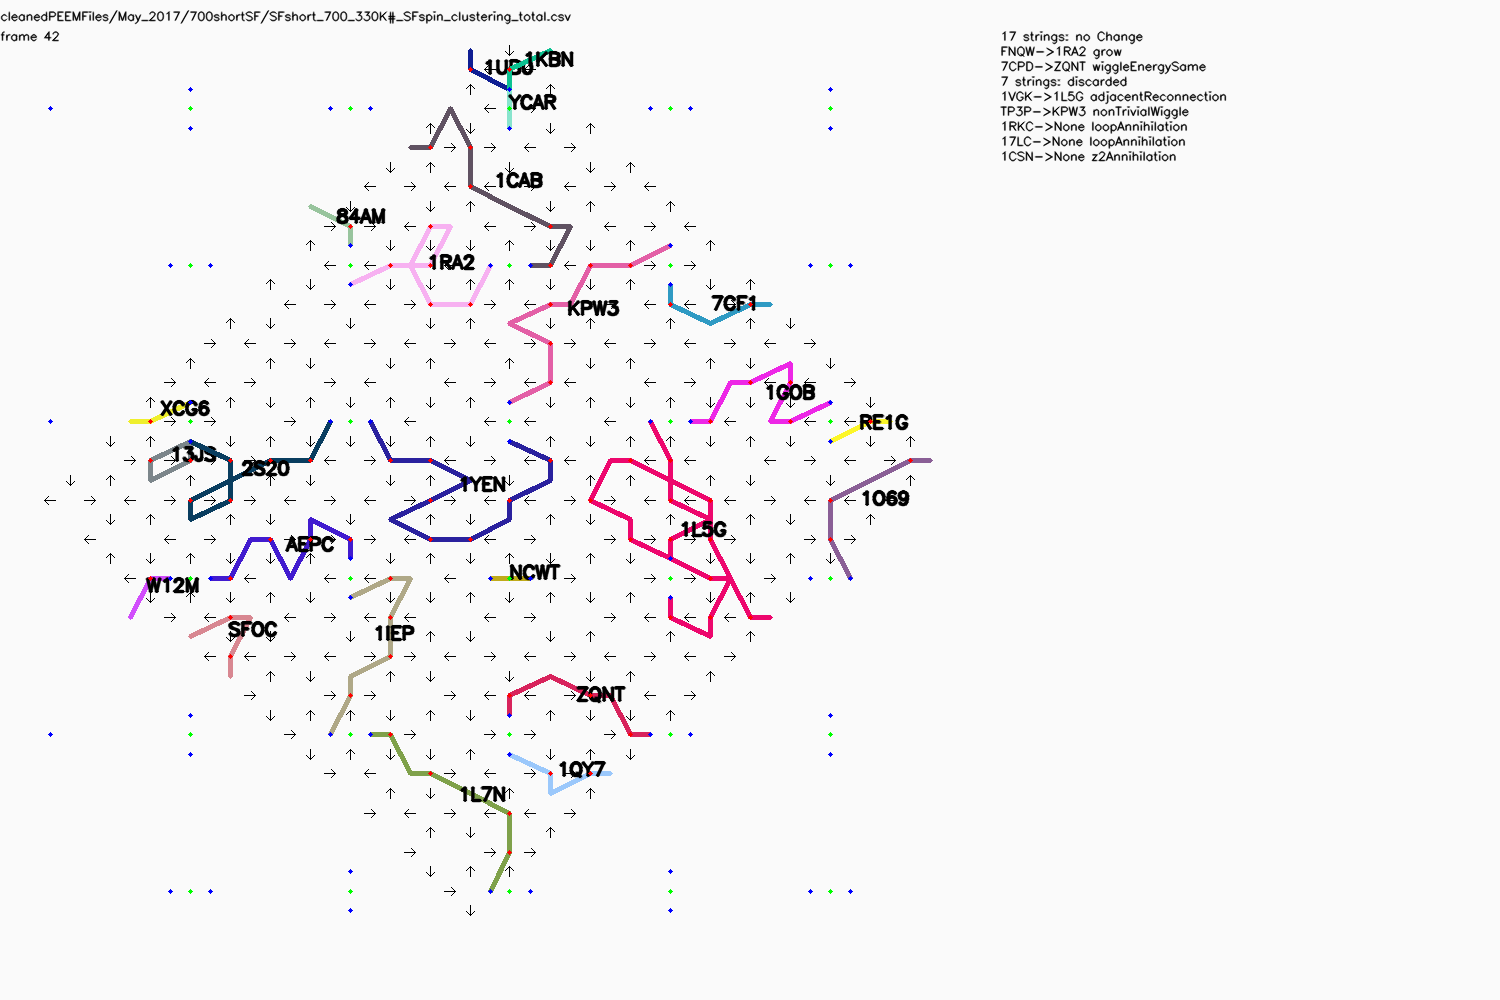 cleanedPEEMFiles/May_2017/700shortSF/SFshort_700_330K#_SFspin_clustering_total.csv
frame 42
17 strings: no Change
FNQW->1RA2 grow
7CPD->ZQNT wiggleEnergySame
7 strings: discarded
1VGK->1L5G adjacentReconnection
TP3P->KPW3 nonTrivialWiggle
1RKC->None loopAnnihilation
17LC->None loopAnnihilation
1CSN->None z2Annihilation
1KBN
YCAR
1CAB
84AM
1RA2
KPW3
7CF1
1GOB
XCG6
RE1G
13JS
2S20
1YEN
1O69
1L5G
AEPC
NCWT
W12M
SFOC
1IEP
ZQNT
1QY7
1L7N